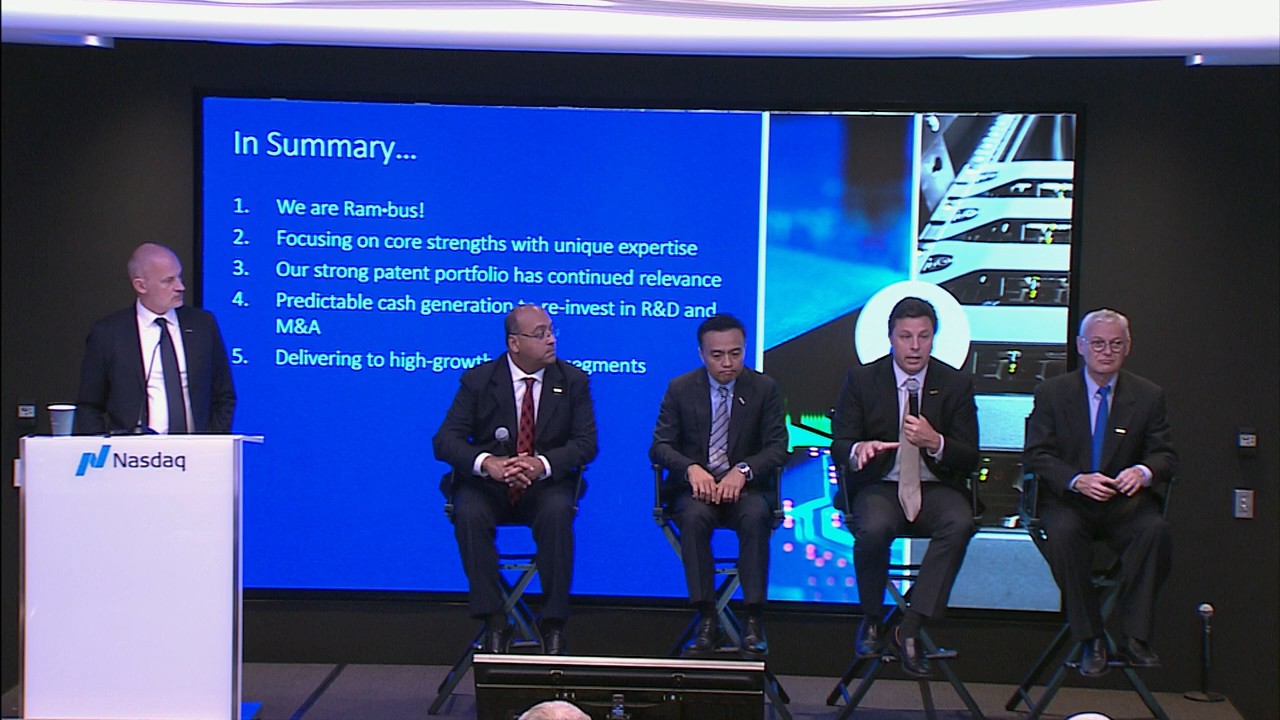 In Summary...
1. We are Ram•bus!
2. Focusing on core strengths with unique expertise
3. Our strong patent portfolio has continued relevance
4. Predictable cash generation to re-invest in R&D and
M&A
5. Delivering to high-growth segments
Nasdaq